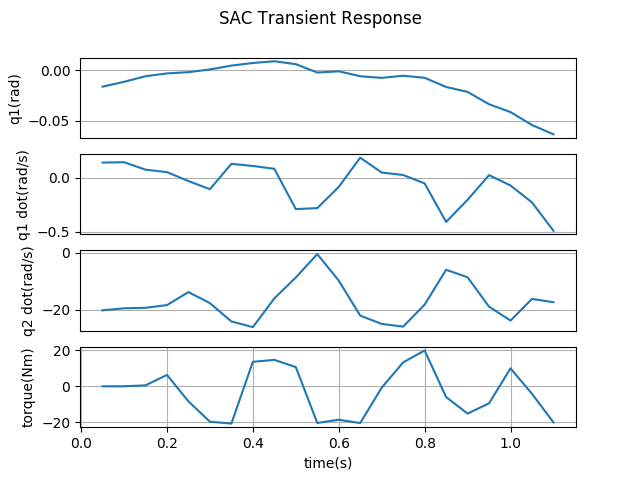 SAC Transient Response
0.00
−0.05
q1(rad)
0.0
−0.5
q1 dot(rad/s)
0
−20
q2 dot(rad/s)
20
0
−20
torque(Nm)
0.0 0.2 0.4 0.6 0.8 1.0
time(s)